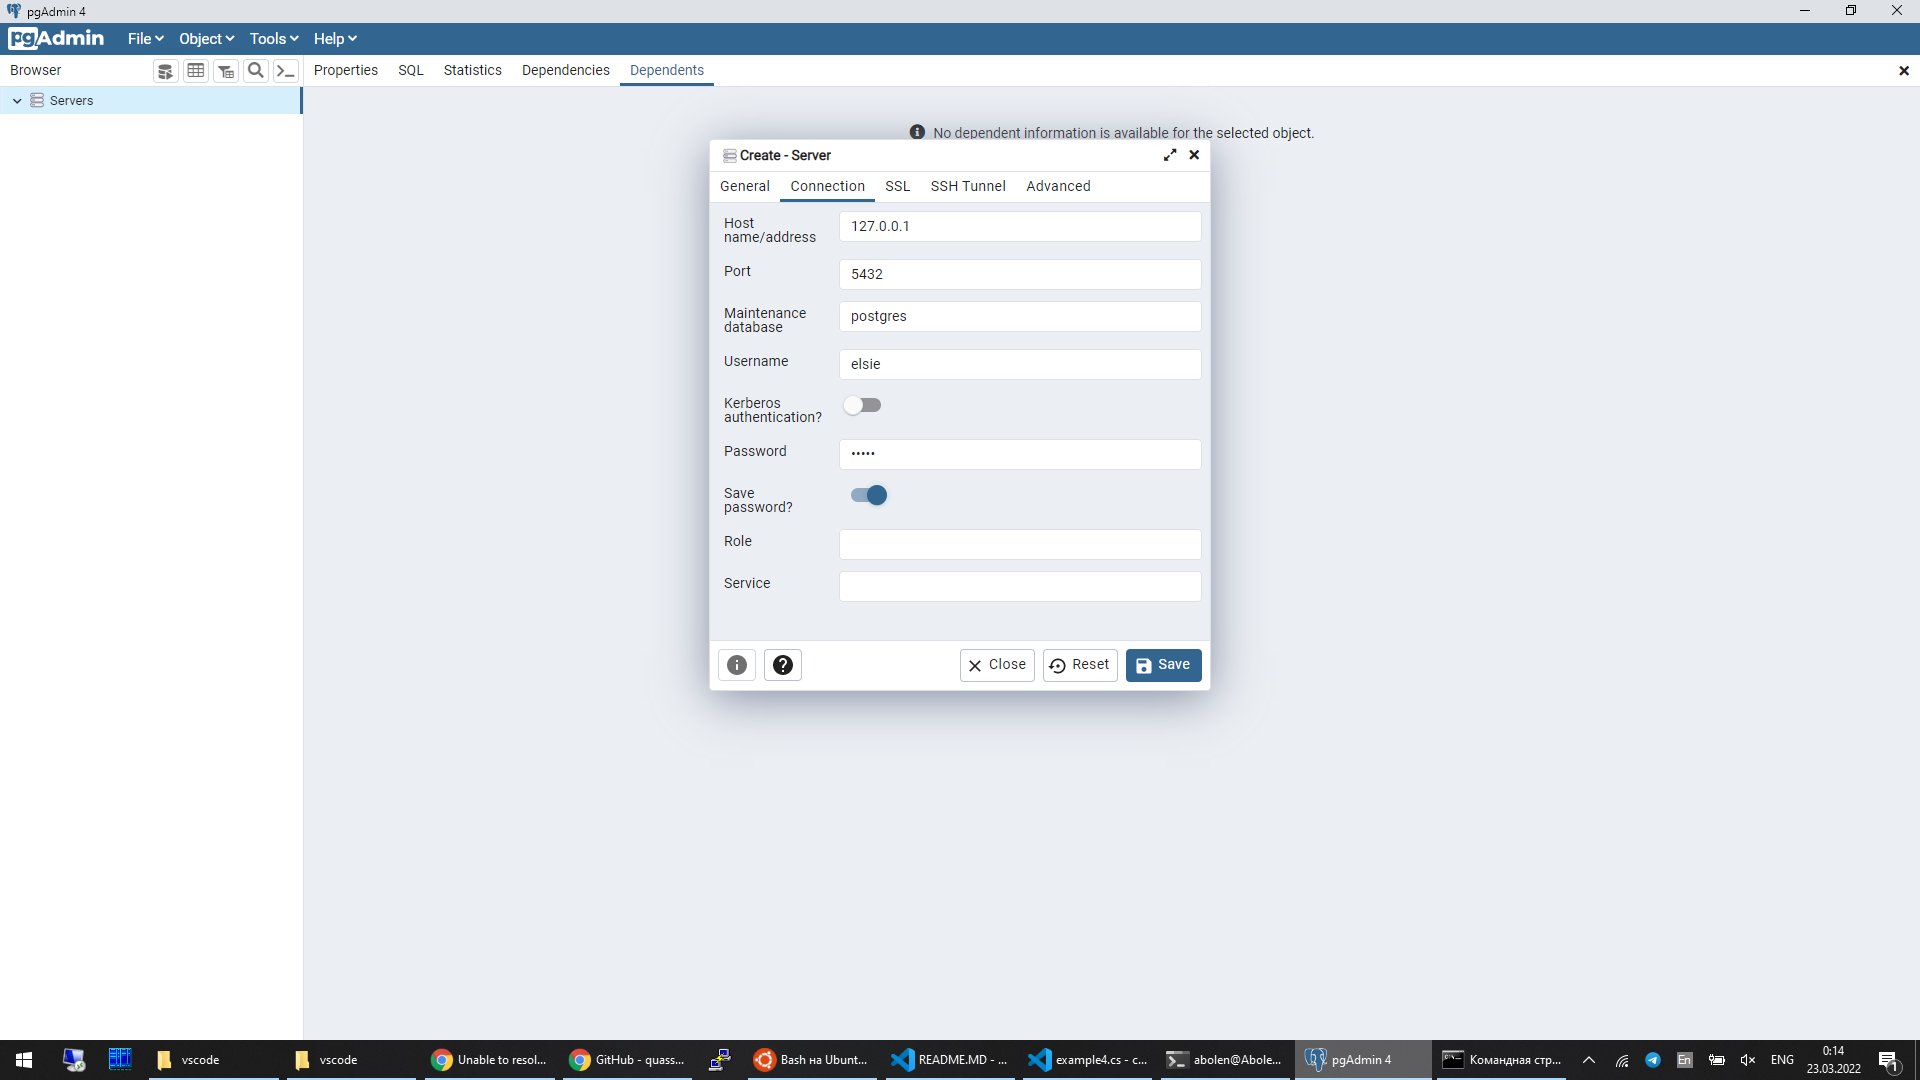 pgAdmin 4
pgAdmin File Object Tools Help
Browser Properties SQL Statistics Dependencies Dependents
Servers
No dependent information is available for the selected object.
Create - Server
General Connection SSL SSH Tunnel Advanced
Host name/address 127.0.0.1
Port 5432
Maintenance database postgres
Username elsie
Kerberos authentication?
Password •••••
Save password?
Role
Service
Close Reset Save
vscode vscode Unable to resol... GitHub - quass... Bash на Ubunt... README.MD - ... example4.cs - c... abolen@Abole... pgAdmin 4 Командная стр... En ENG 0:14
23.03.2022 1